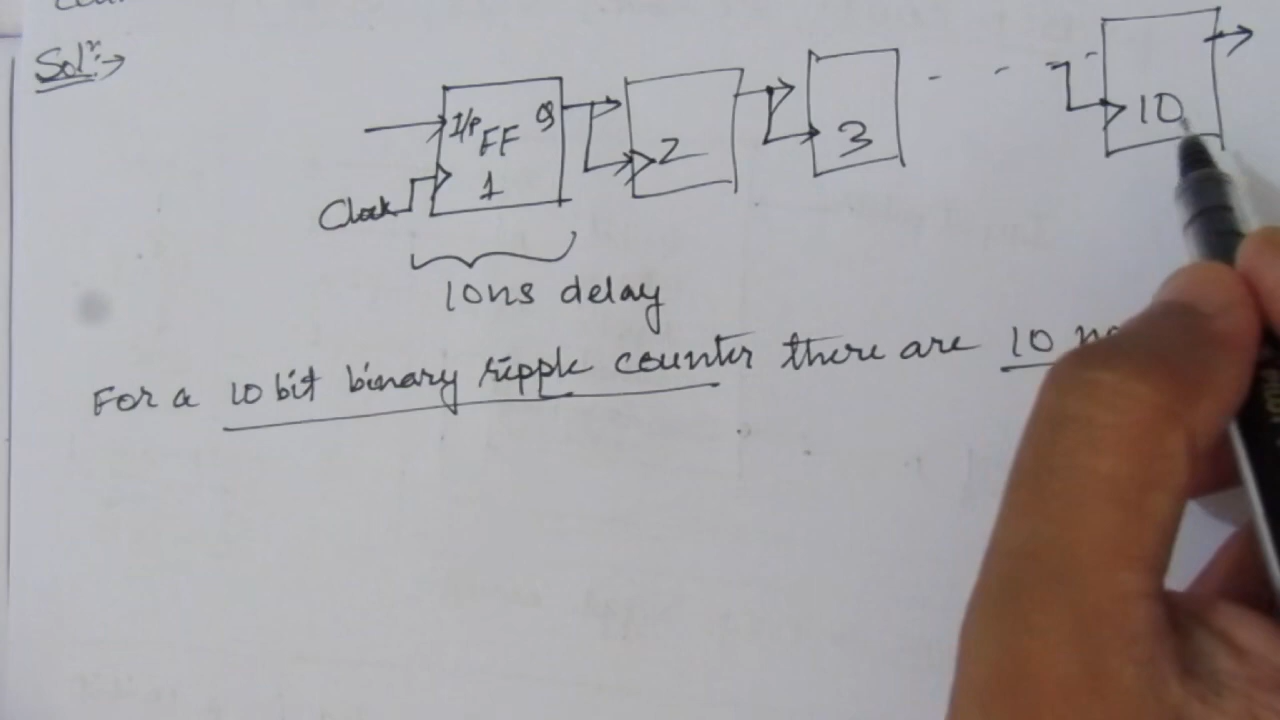 Solⁿ:→
I/P Q
FF
1
2
3
10
Clock
10ns delay
For a 10 bit binary ripple counter there are 10